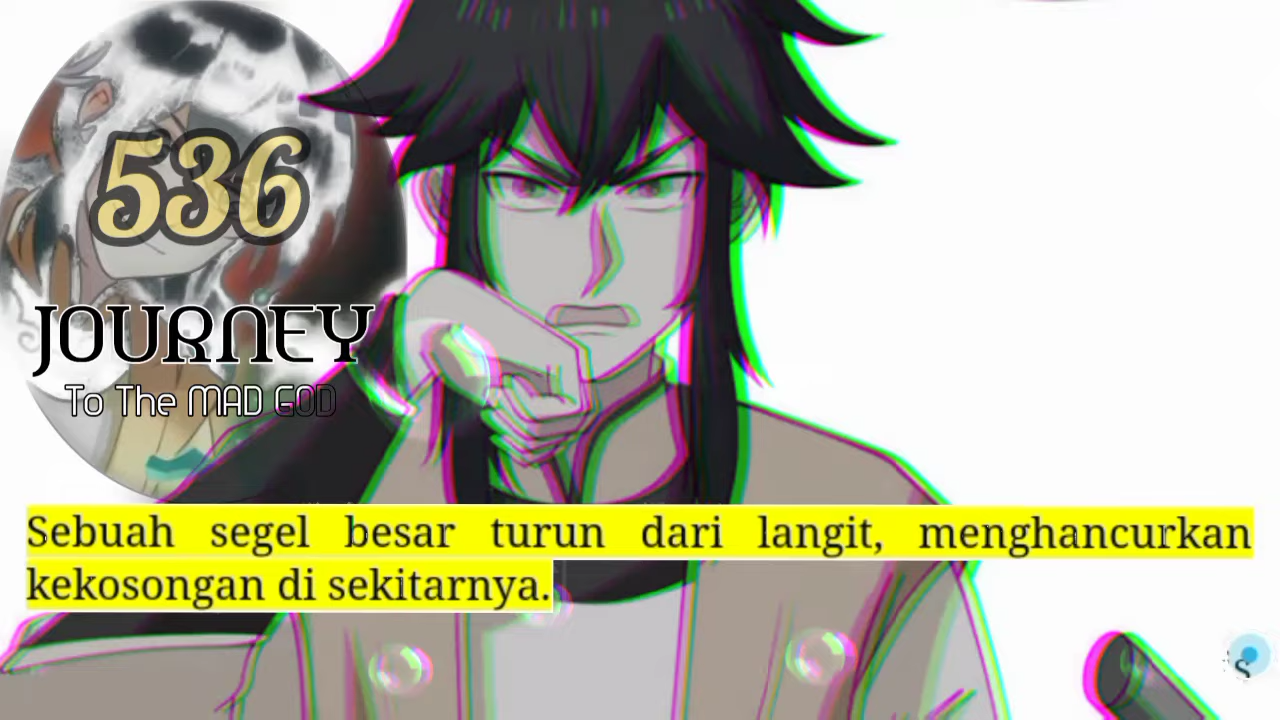 536
JOURNEY
To The MAD GOD
Sebuah segel besar turun dari langit, menghancurkan
kekosongan di sekitarnya.
S